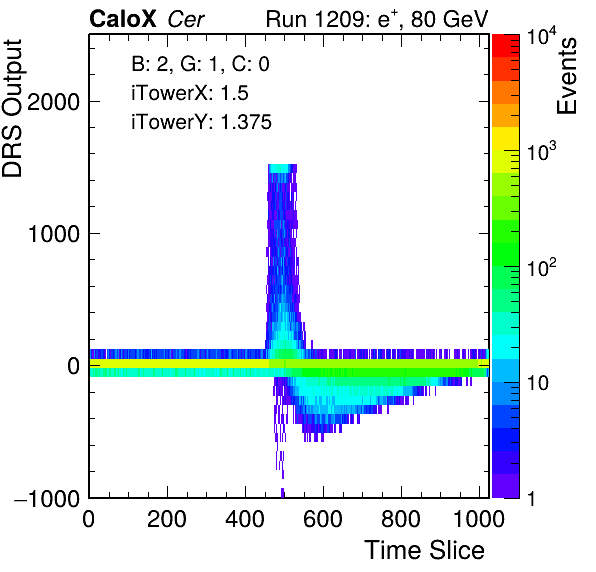 CaloX Cer Run 1209: e+, 80 GeV
B: 2, G: 1, C: 0
iTowerX: 1.5
iTowerY: 1.375
DRS Output
2000
1000
0
−1000
0 200 400 600 800 1000
Time Slice
Events
10^4
10^3
10^2
10
1